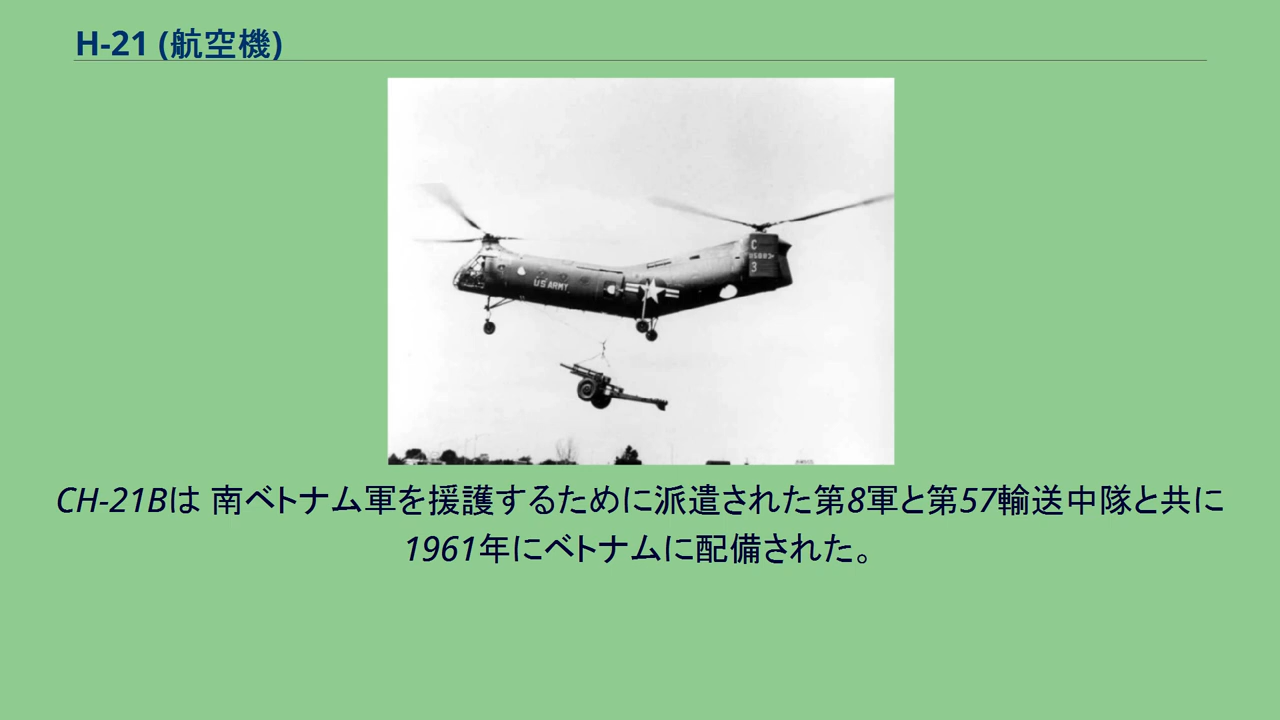 H-21 (航空機)
C
3
US ARMY
CH-21Bは 南ベトナム軍を援護するために派遣された第8軍と第57輸送中隊と共に
1961年にベトナムに配備された。